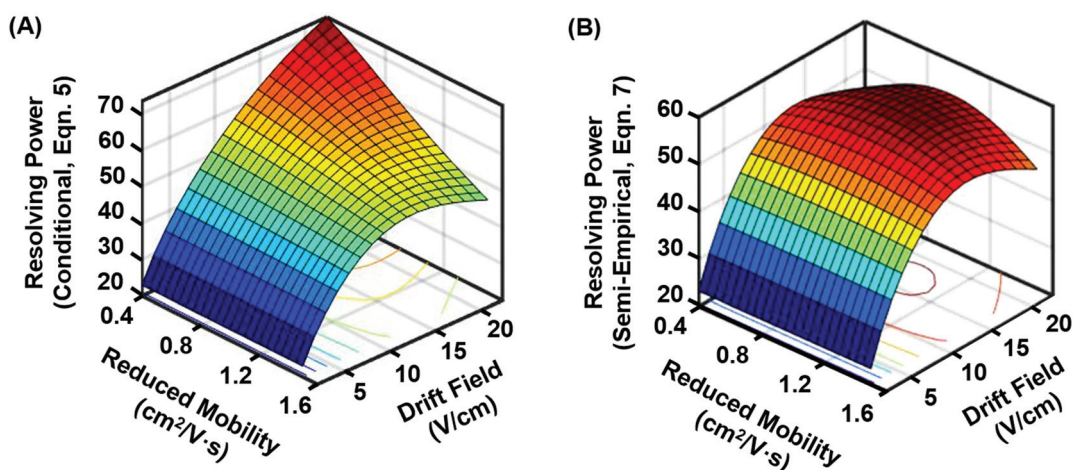 (A)
Resolving Power
(Conditional, Eqn. 5)
70
60
50
40
30
20
0.4
0.8
1.2
1.6
Reduced Mobility
(cm²/V·s)
5
10
15
20
Drift Field
(V/cm)
(B)
Resolving Power
(Semi-Empirical, Eqn. 7)
60
50
40
30
20
0.4
0.8
1.2
1.6
Reduced Mobility
(cm²/V·s)
5
10
15
20
Drift Field
(V/cm)